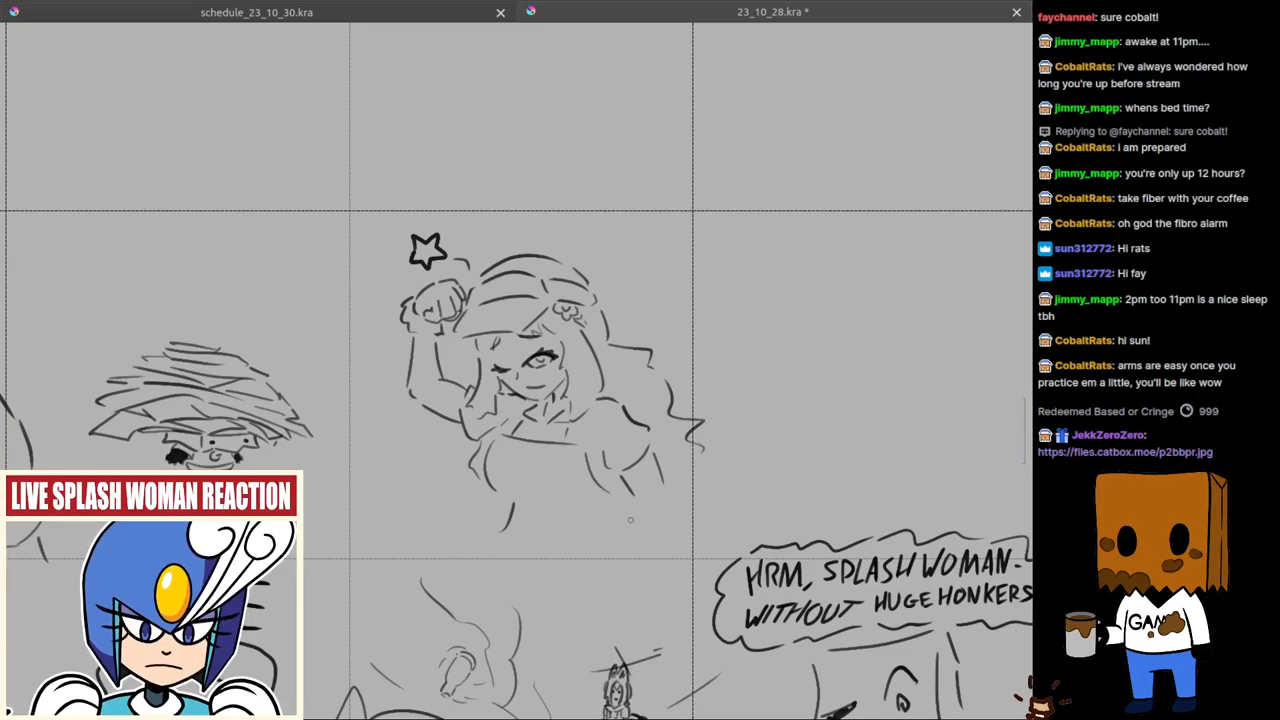 schedule_23_10_30.kra
23_10_28.kra *
faychannel: sure cobalt!
jimmy_mapp: awake at 11pm....
CobaltRats: i've always wondered how
long you're up before stream
jimmy_mapp: whens bed time?
Replying to @faychannel: sure cobalt!
CobaltRats: i am prepared
jimmy_mapp: you're only up 12 hours?
CobaltRats: take fiber with your coffee
CobaltRats: oh god the fibro alarm
sun312772: Hi rats
sun312772: Hi fay
jimmy_mapp: 2pm too 11pm is a nice sleep
tbh
CobaltRats: hi sun!
CobaltRats: arms are easy once you
practice em a little, you'll be like wow
Redeemed Based or Cringe 999
JekkZeroZero:
https://files.catbox.moe/p2bbpr.jpg
LIVE SPLASH WOMAN REACTION
HRM, SPLASH WOMAN-
WITHOUT HUGE HONKERS
GAM